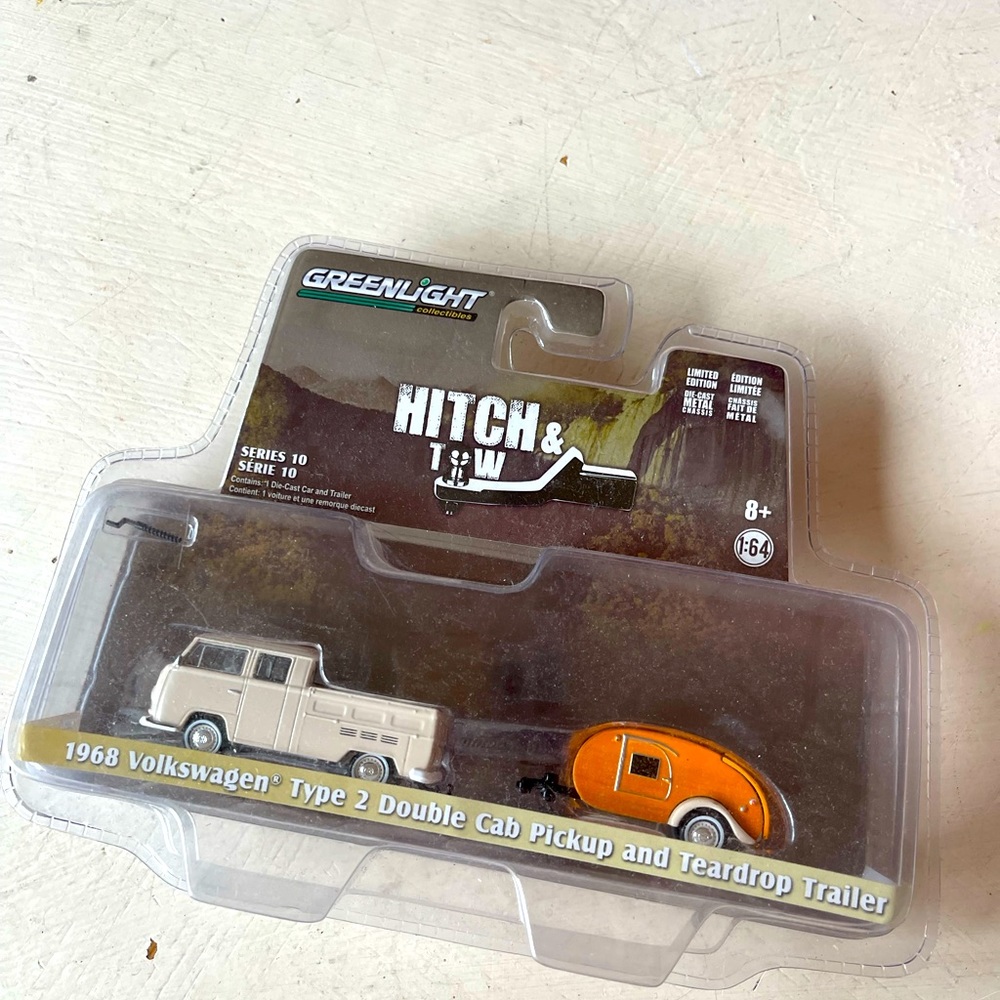 GREENLiGHT®
collectibles
HITCH &
TOW
LIMITED
EDITION
DIE-CAST
METAL
CHASSIS
ÉDITION
LIMITÉE
CHÂSSIS
FAIT DE
MÉTAL
SERIES 10
SÉRIE 10
Contains: 1 Die-Cast Car and Trailer
Contient: 1 voiture et une remorque diecast
8+
1:64
1968 Volkswagen® Type 2 Double Cab Pickup and Teardrop Trailer